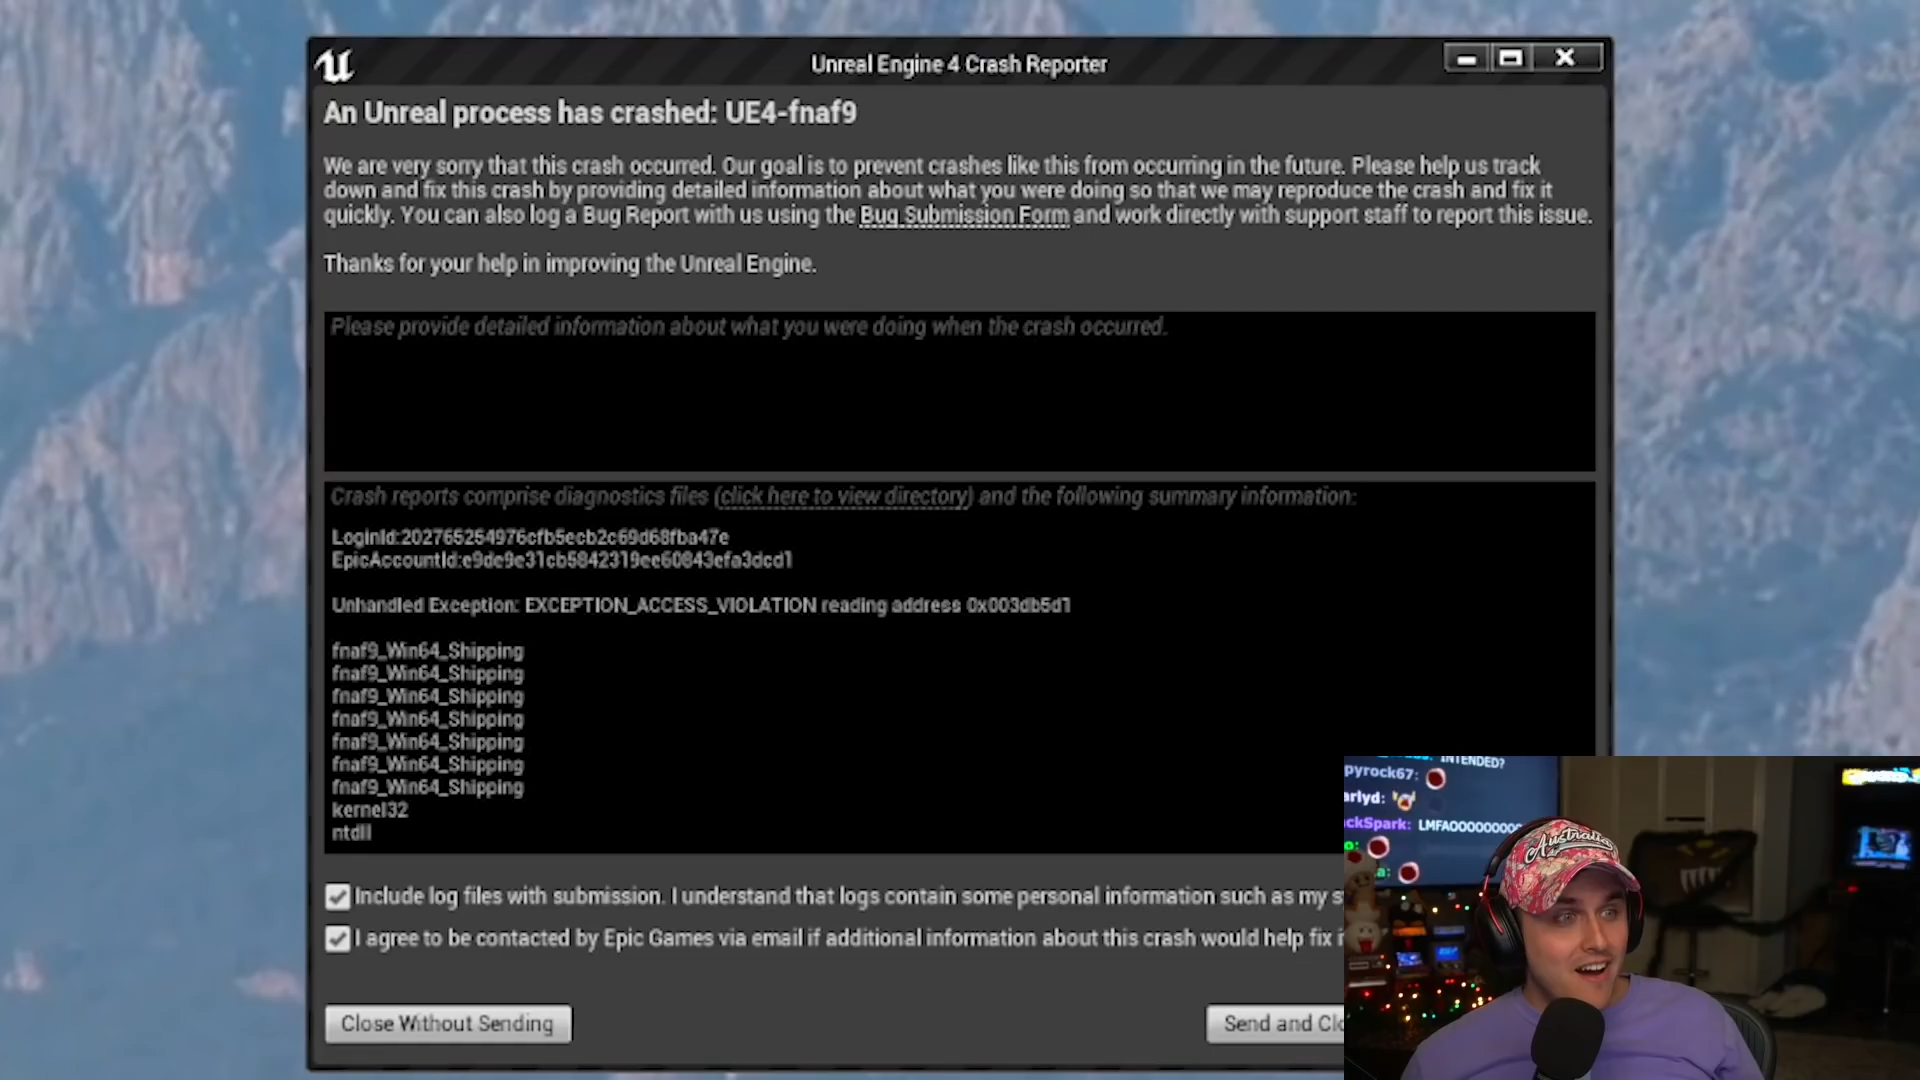 Unreal Engine 4 Crash Reporter
An Unreal process has crashed: UE4-fnaf9
We are very sorry that this crash occurred. Our goal is to prevent crashes like this from occurring in the future. Please help us track
down and fix this crash by providing detailed information about what you were doing so that we may reproduce the crash and fix it
quickly. You can also log a Bug Report with us using the Bug Submission Form and work directly with support staff to report this issue.
Thanks for your help in improving the Unreal Engine.
Please provide detailed information about what you were doing when the crash occurred.
Crash reports comprise diagnostics files (click here to view directory) and the following summary information:
LoginId:202765254976cfb5ecb2c69d68fba47e
EpicAccountId:e9de9e31cb5842319ee60843efa3dcd1
Unhandled Exception: EXCEPTION_ACCESS_VIOLATION reading address 0x003db5d1
fnaf9_Win64_Shipping
fnaf9_Win64_Shipping
fnaf9_Win64_Shipping
fnaf9_Win64_Shipping
fnaf9_Win64_Shipping
fnaf9_Win64_Shipping
fnaf9_Win64_Shipping
kernel32
ntdll
Include log files with submission. I understand that logs contain some personal information such as my s
I agree to be contacted by Epic Games via email if additional information about this crash would help fix i
Close Without Sending
Send and Clo
INTENDED?
pyrock67:
arlyd:
ckSpark: LMFAOOOOOOOOO
Australia